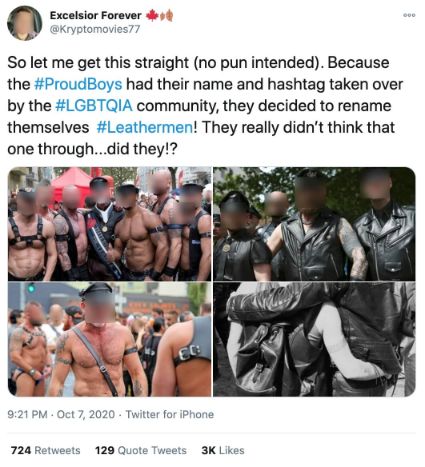 Excelsior Forever 🍁
@Kryptomovies77
So let me get this straight (no pun intended). Because
the #ProudBoys had their name and hashtag taken over
by the #LGBTQIA community, they decided to rename
themselves #Leathermen! They really didn't think that
one through...did they!?
9:21 PM · Oct 7, 2020 · Twitter for iPhone
724 Retweets 129 Quote Tweets 3K Likes